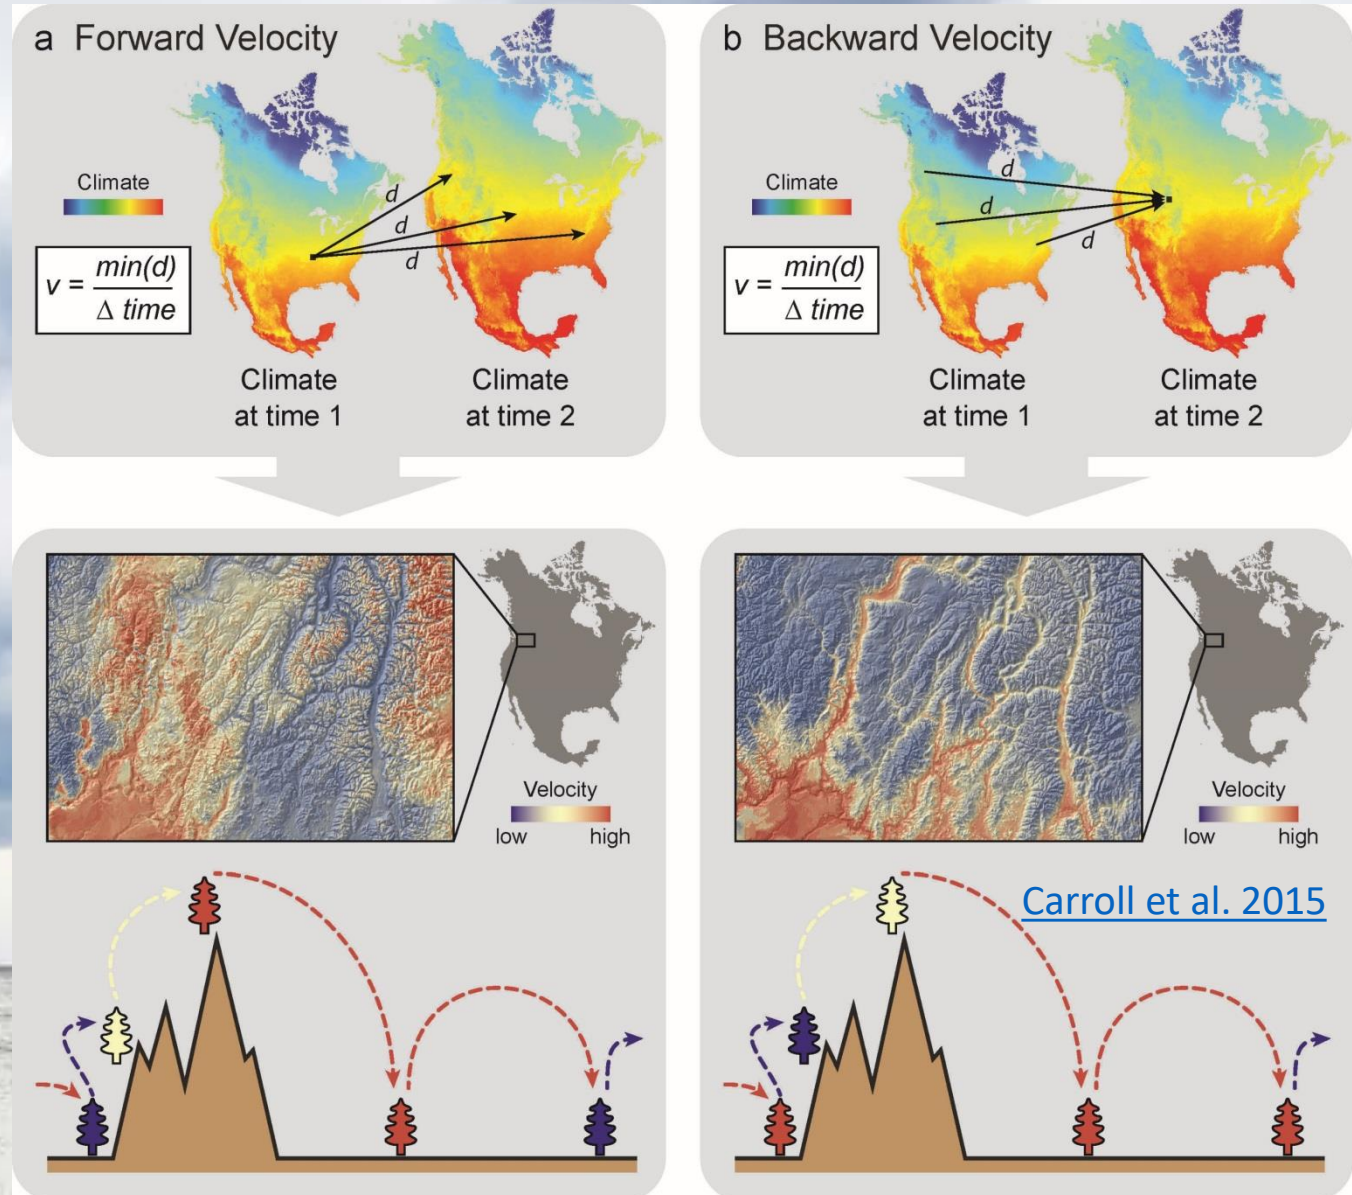 a Forward Velocity
Climate
v = min(d)
Δ time
d
d
d
Climate
at time 1
Climate
at time 2
b Backward Velocity
Climate
v = min(d)
Δ time
d
d
d
Climate
at time 1
Climate
at time 2
Velocity
low high
Velocity
low high
Carroll et al. 2015